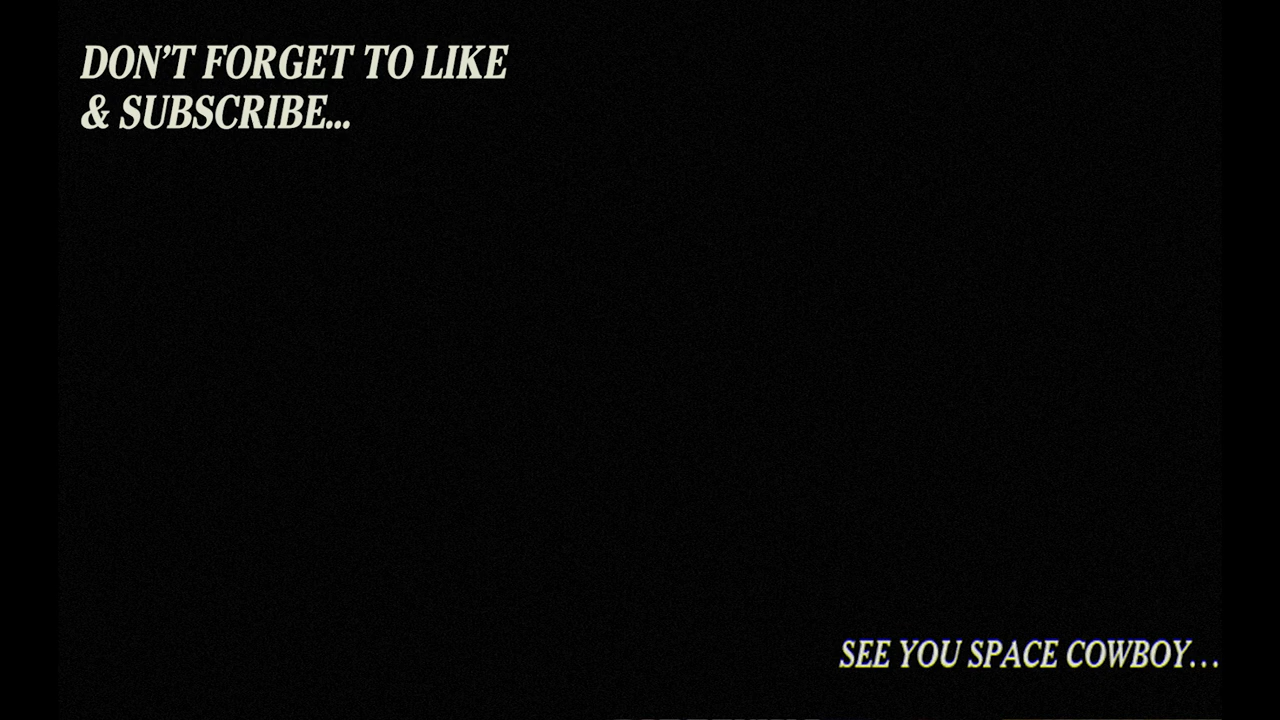 DON'T FORGET TO LIKE
& SUBSCRIBE...
SEE YOU SPACE COWBOY...